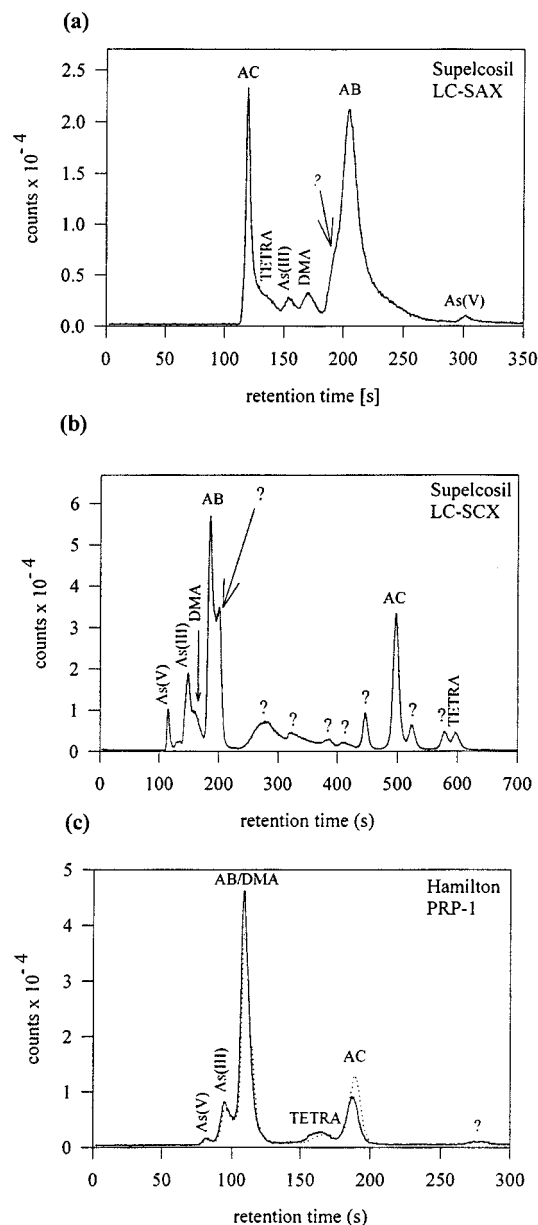 (a)
Supelcosil
LC-SAX
AC
AB
?
TETRA
As(III)
DMA
As(V)
2.5
2.0
1.5
1.0
0.5
0.0
counts x 10⁻⁴
0 50 100 150 200 250 300 350
retention time [s]
(b)
Supelcosil
LC-SCX
AB
?
As(V)
As(III)
DMA
?
?
?
?
?
AC
?
?
TETRA
6
5
4
3
2
1
0
counts x 10⁻⁴
0 100 200 300 400 500 600 700
retention time (s)
(c)
Hamilton
PRP-1
AB/DMA
As(V)
As(III)
TETRA
AC
?
5
4
3
2
1
0
counts x 10⁻⁴
0 50 100 150 200 250 300
retention time (s)